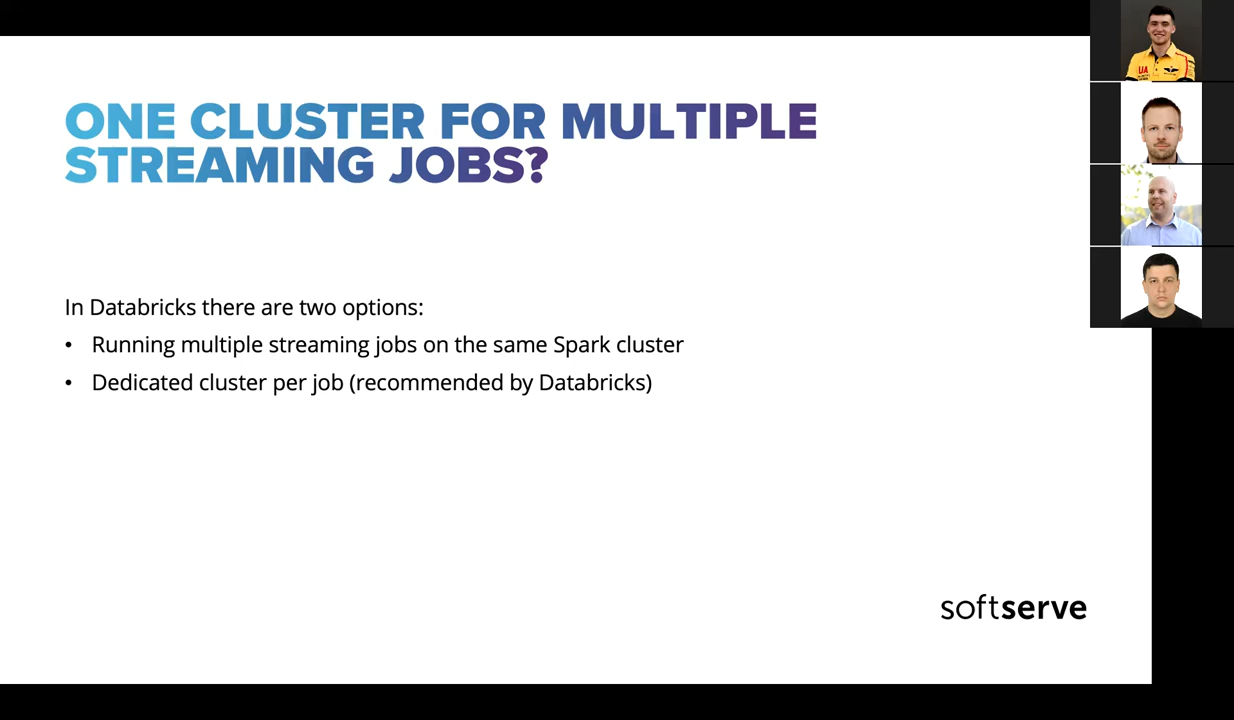 ONE CLUSTER FOR MULTIPLE
STREAMING JOBS?
In Databricks there are two options:
• Running multiple streaming jobs on the same Spark cluster
• Dedicated cluster per job (recommended by Databricks)
softserve
UA